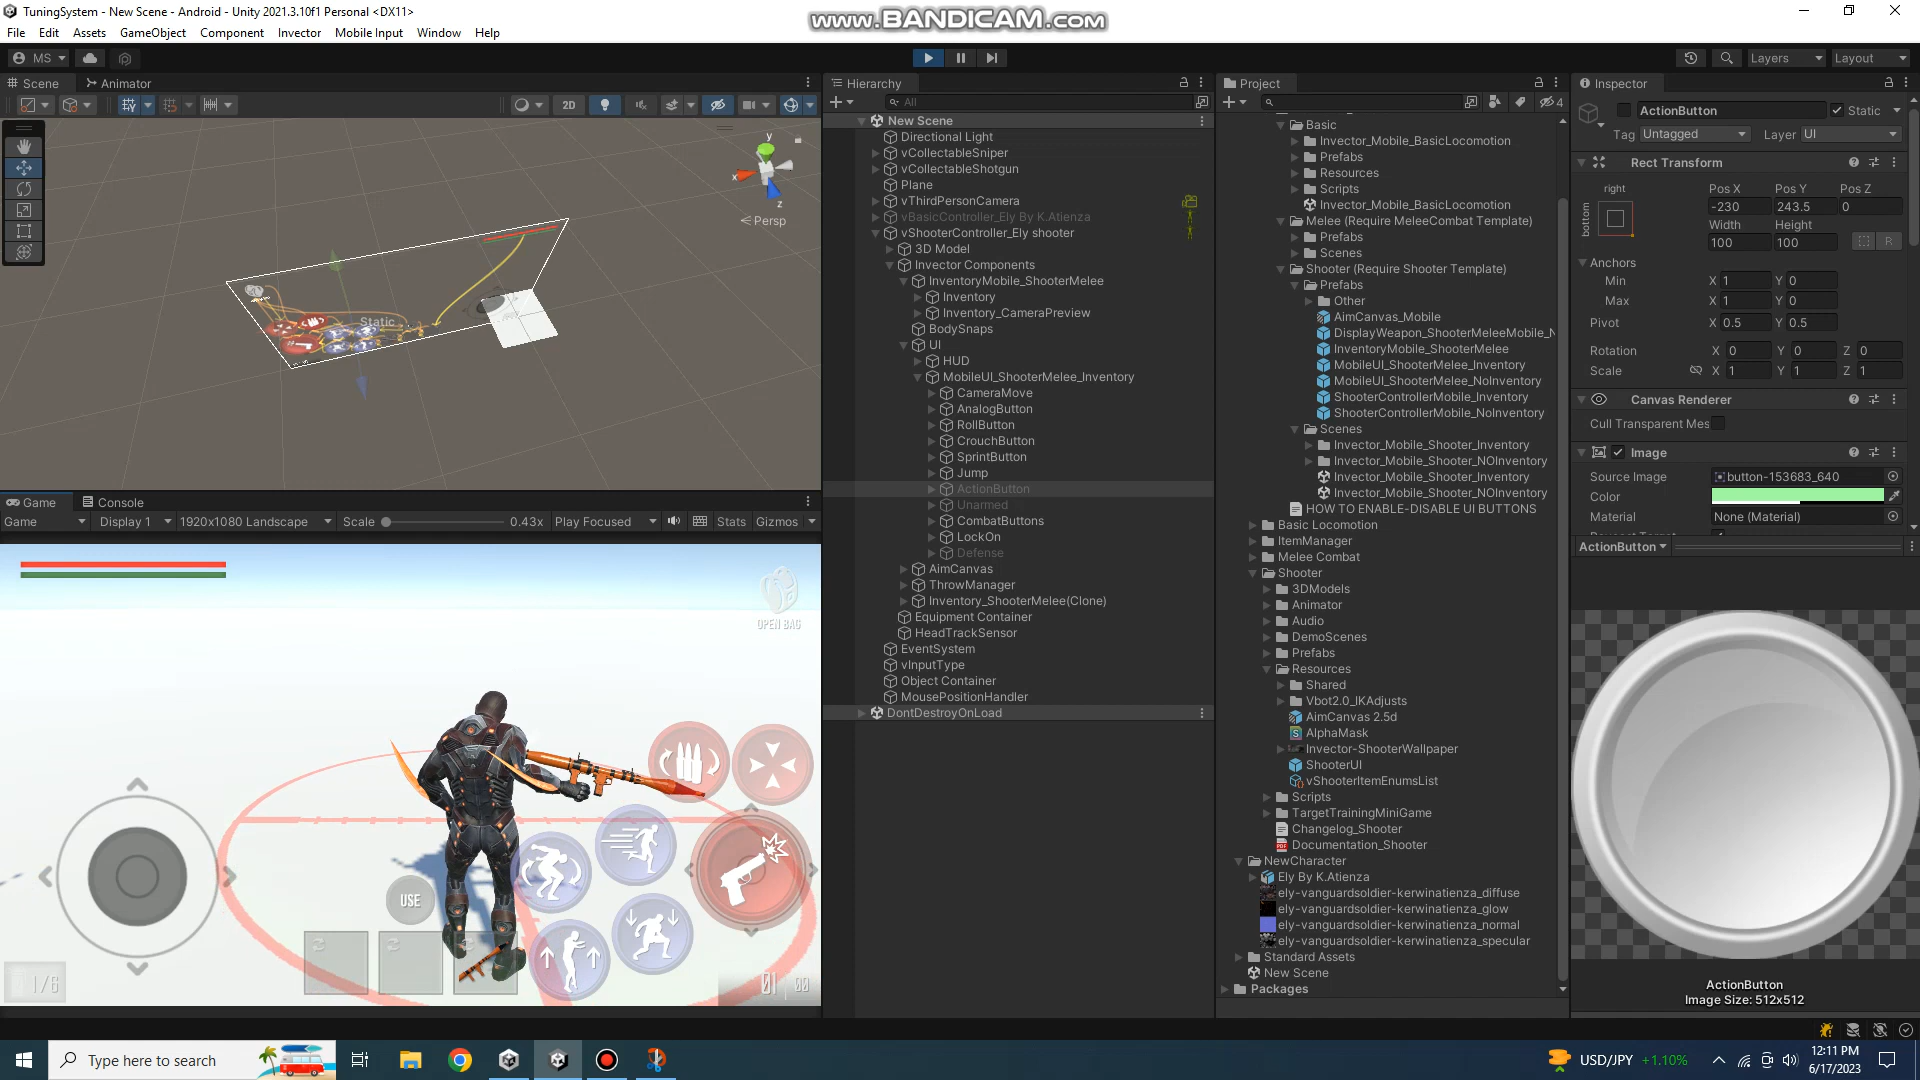 TuningSystem - New Scene - Android - Unity 2021.3.10f1 Personal <DX11>
www.BANDICAM.com
File Edit Assets GameObject Component Invector Mobile Input Window Help
MS
Layers
Layout
Scene
Animator
2D
y
x
z
Persp
Static
Game
Console
Game
Display 1
1920x1080 Landscape
Scale
0.43x
Play Focused
Stats
Gizmos
OPEN BAG
USE
1/6
01
00
Hierarchy
All
New Scene
Directional Light
vCollectableSniper
vCollectableShotgun
Plane
vThirdPersonCamera
vBasicController_Ely By K.Atienza
vShooterController_Ely shooter
3D Model
Invector Components
InventoryMobile_ShooterMelee
Inventory
Inventory_CameraPreview
BodySnaps
UI
HUD
MobileUI_ShooterMelee_Inventory
CameraMove
AnalogButton
RollButton
CrouchButton
SprintButton
Jump
ActionButton
Unarmed
CombatButtons
LockOn
Defense
AimCanvas
ThrowManager
Inventory_ShooterMelee(Clone)
Equipment Container
HeadTrackSensor
EventSystem
vInputType
Object Container
MousePositionHandler
DontDestroyOnLoad
Project
4
Basic
Invector_Mobile_BasicLocomotion
Prefabs
Resources
Scripts
Invector_Mobile_BasicLocomotion
Melee (Require MeleeCombat Template)
Prefabs
Scenes
Shooter (Require Shooter Template)
Prefabs
Other
AimCanvas_Mobile
DisplayWeapon_ShooterMeleeMobile_N
InventoryMobile_ShooterMelee
MobileUI_ShooterMelee_Inventory
MobileUI_ShooterMelee_NoInventory
ShooterControllerMobile_Inventory
ShooterControllerMobile_NoInventory
Scenes
Invector_Mobile_Shooter_Inventory
Invector_Mobile_Shooter_NOInventory
Invector_Mobile_Shooter_Inventory
Invector_Mobile_Shooter_NOInventory
HOW TO ENABLE-DISABLE UI BUTTONS
Basic Locomotion
ItemManager
Melee Combat
Shooter
3DModels
Animator
Audio
DemoScenes
Prefabs
Resources
Shared
Vbot2.0_IKAdjusts
AimCanvas 2.5d
AlphaMask
Invector-ShooterWallpaper
ShooterUI
vShooterItemEnumsList
Scripts
TargetTrainingMiniGame
Changelog_Shooter
Documentation_Shooter
NewCharacter
Ely By K.Atienza
ely-vanguardsoldier-kerwinatienza_diffuse
ely-vanguardsoldier-kerwinatienza_glow
ely-vanguardsoldier-kerwinatienza_normal
ely-vanguardsoldier-kerwinatienza_specular
Standard Assets
New Scene
Packages
Inspector
ActionButton
Static
Tag Untagged Layer UI
Rect Transform
right
bottom
Pos X Pos Y Pos Z
-230 243.5 0
Width Height
100 100
R
Anchors
Min X 1 Y 0
Max X 1 Y 0
Pivot X 0.5 Y 0.5
Rotation X 0 Y 0 Z 0
Scale X 1 Y 1 Z 1
Canvas Renderer
Cull Transparent Mes
Image
Source Image button-153683_640
Color
Material None (Material)
ActionButton
ActionButton
Image Size: 512x512
Type here to search
USD/JPY +1.10%
12:11 PM
6/17/2023